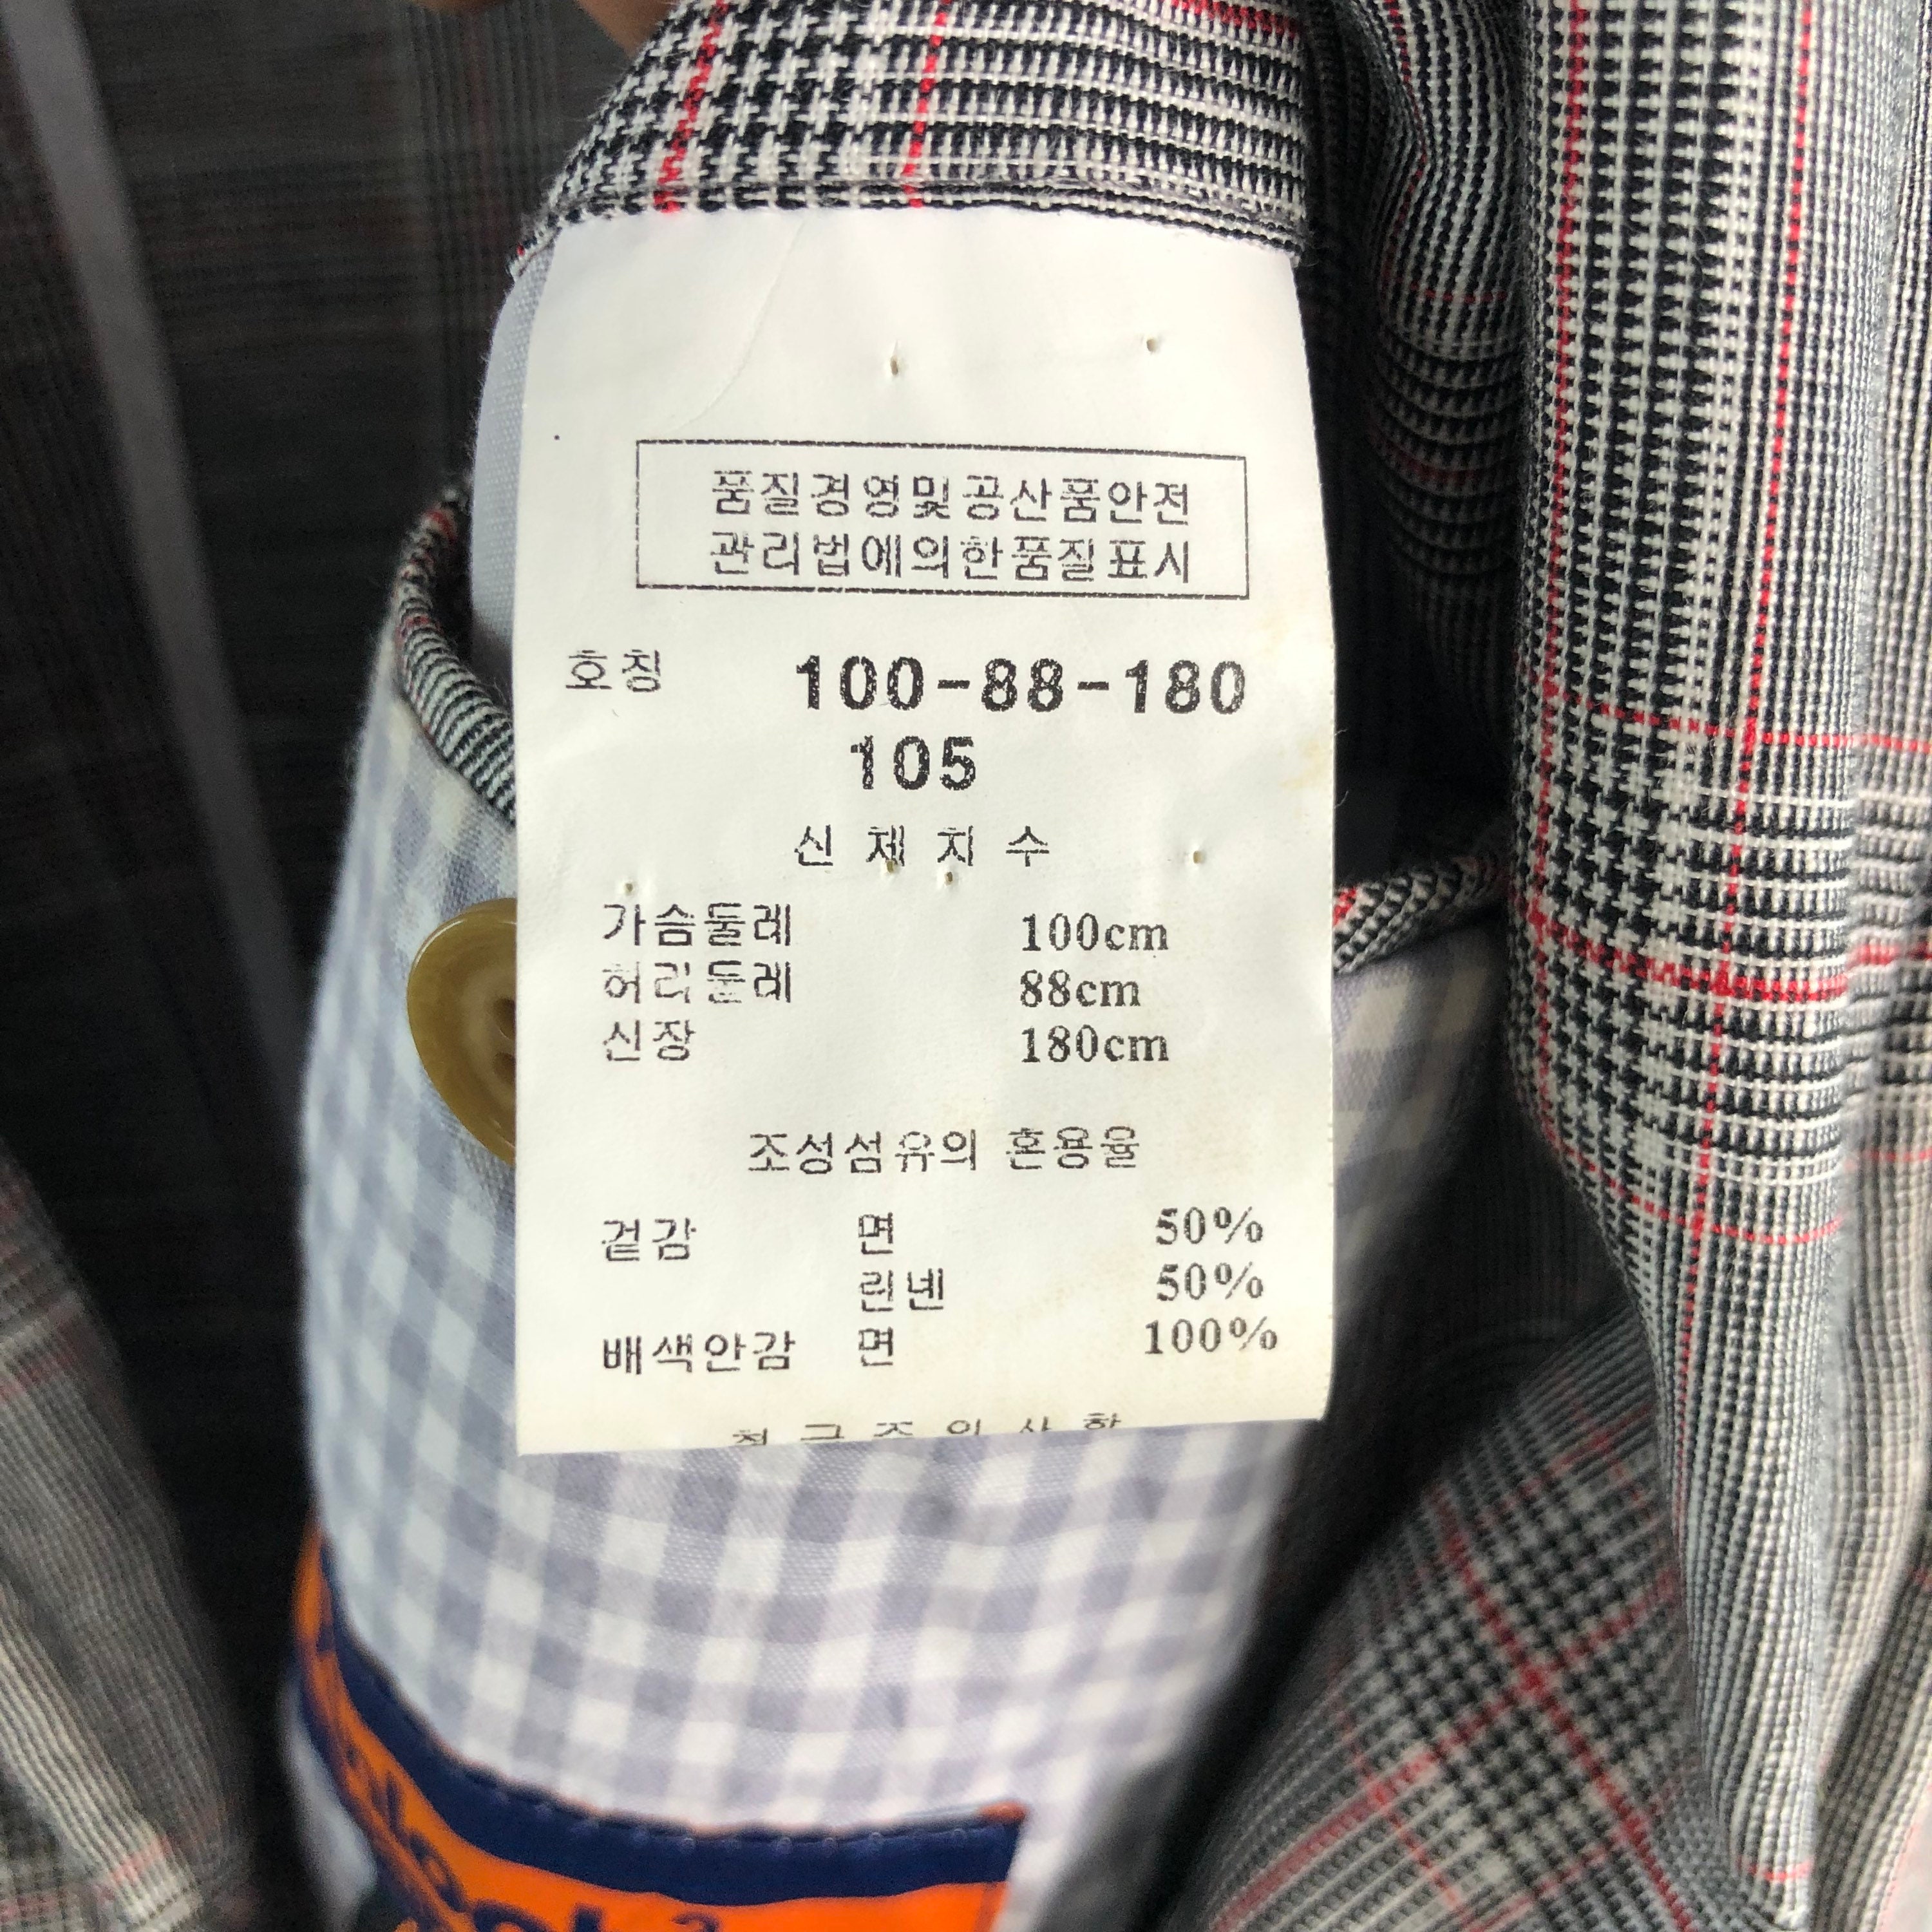 품질경영및공산품안전
관리법에의한품질표시
호칭 100-88-180
105
신 체 치 수
가슴둘레 100cm
허리둘레 88cm
신장 180cm
조성섬유의 혼용율
겉감 면 50%
린넨 50%
배색안감 면 100%